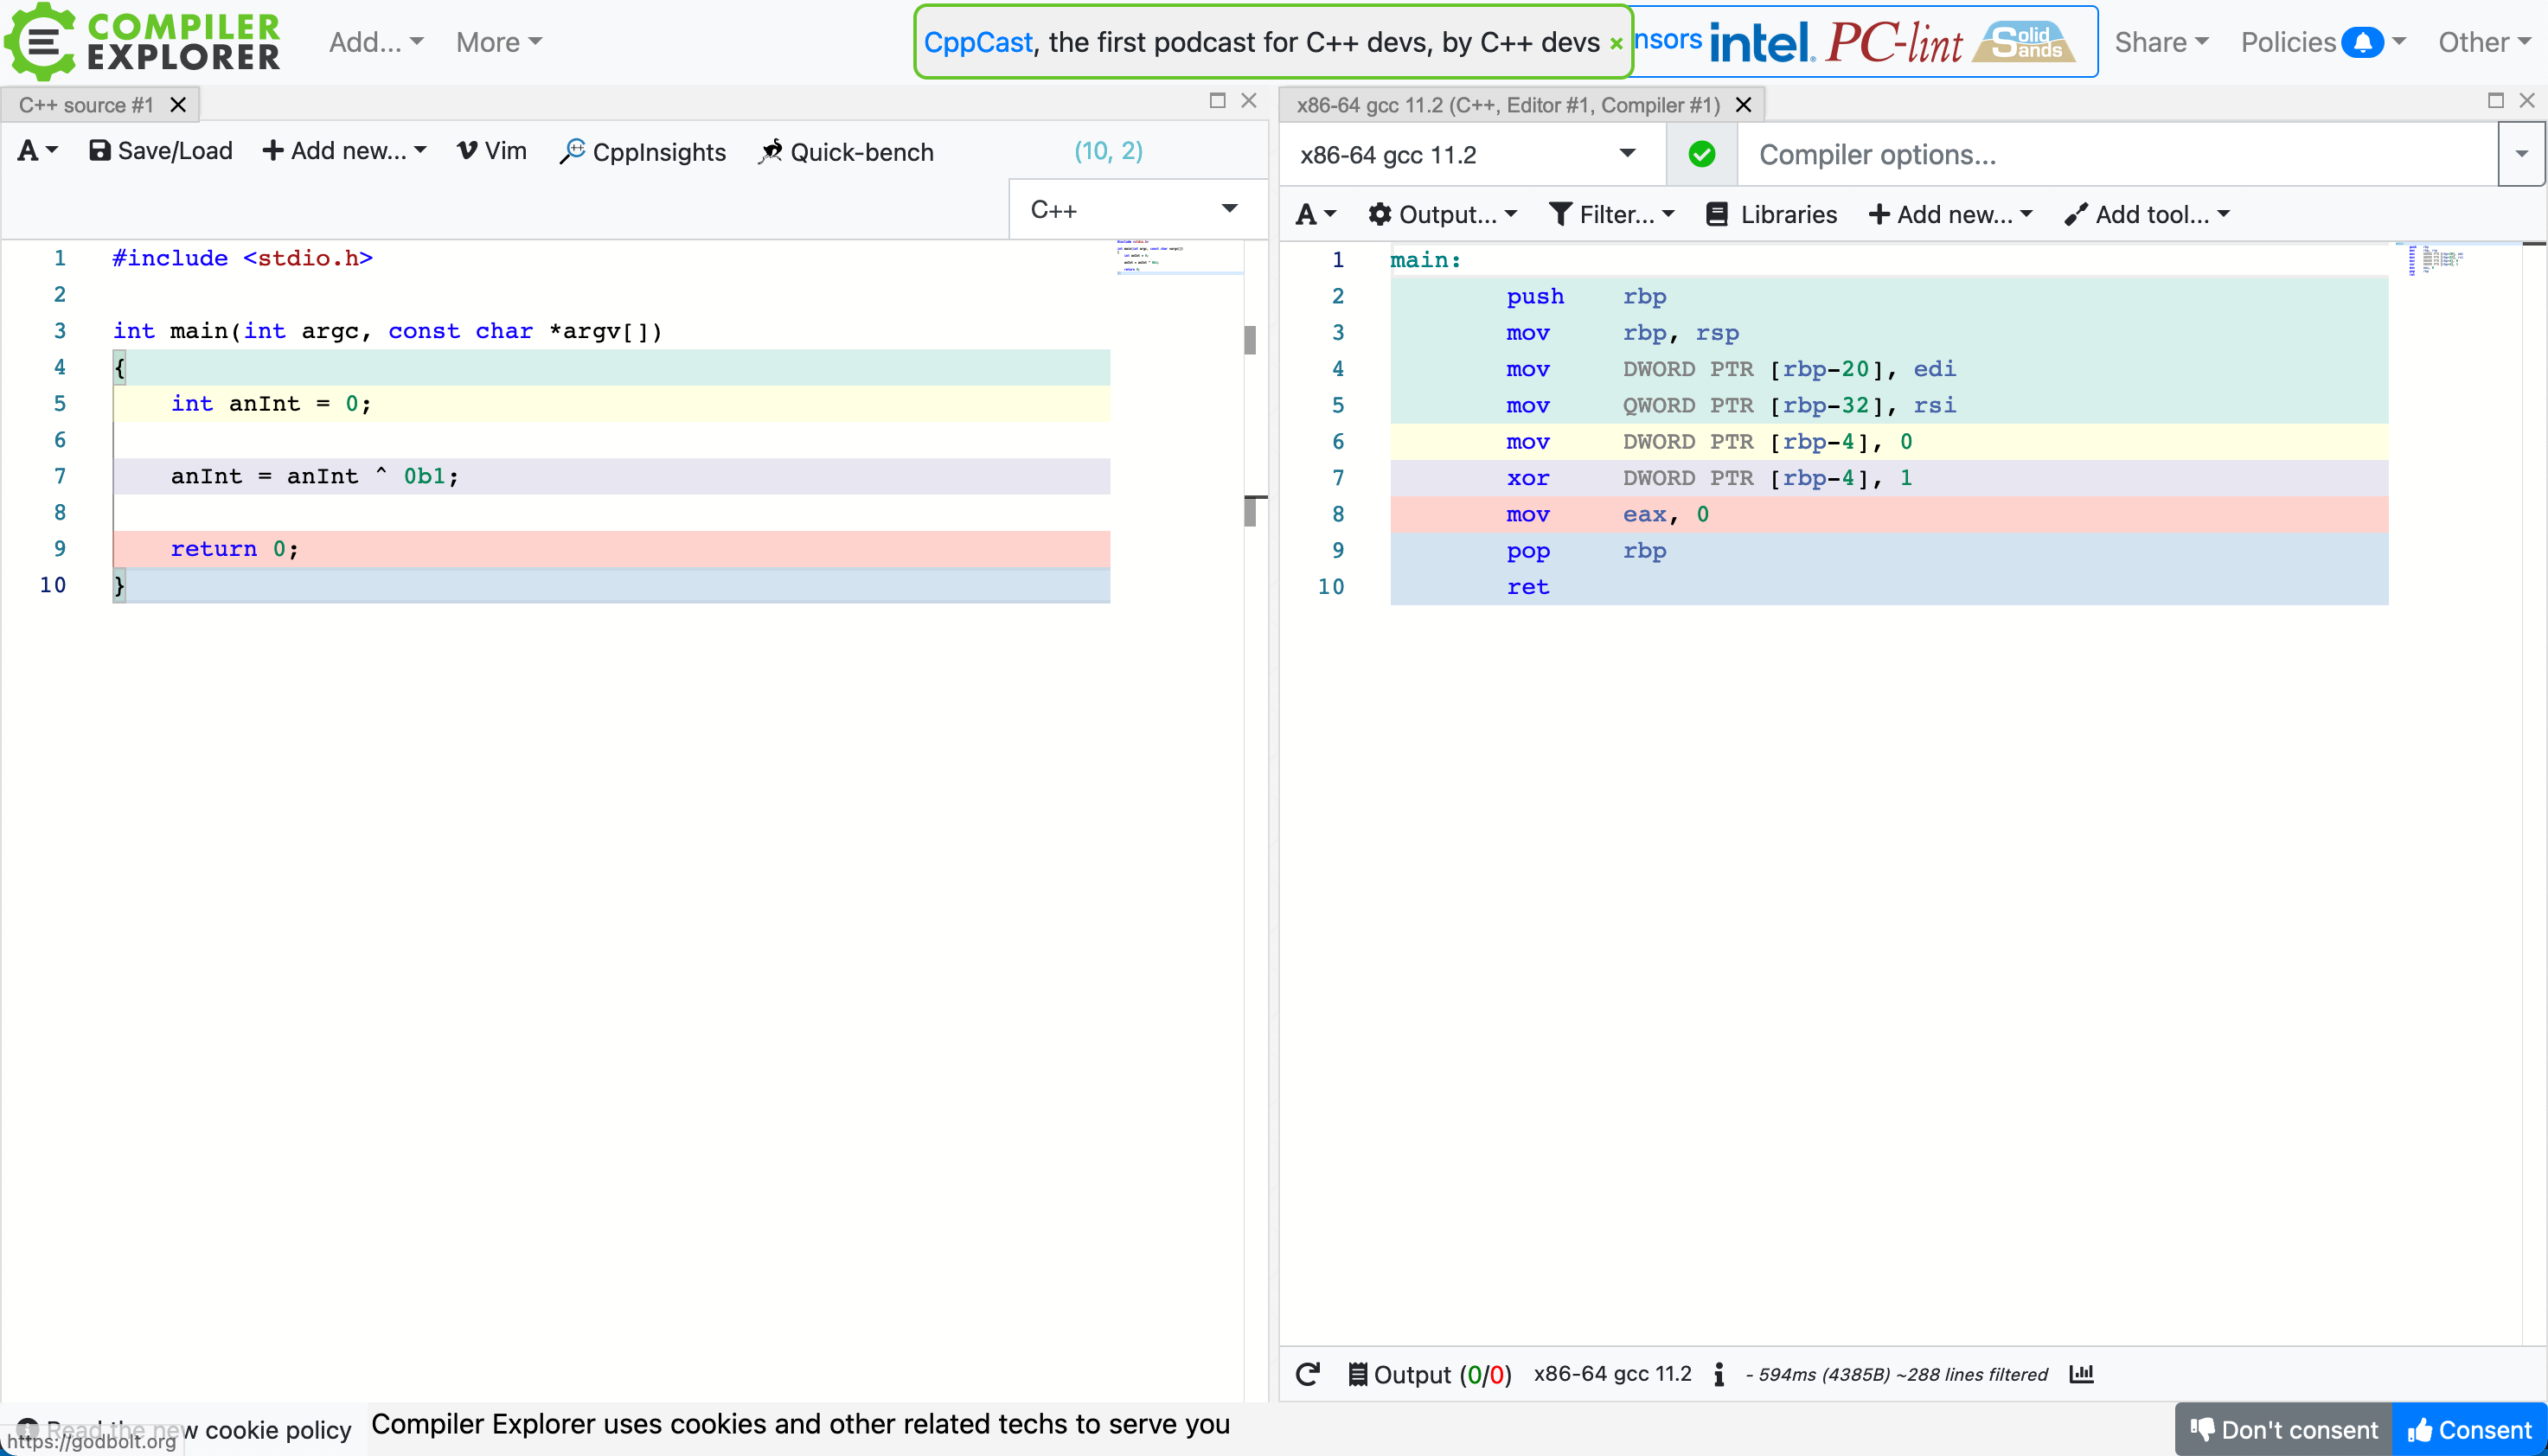 COMPILER
EXPLORER
Add...
More
CppCast, the first podcast for C++ devs, by C++ devs ×
nsors
intel.
PC-lint
Solid
Sands
Share
Policies
Other
C++ source #1
A
Save/Load
Add new...
Vim
CppInsights
Quick-bench
(10, 2)
C++
1 #include <stdio.h>
2
3 int main(int argc, const char *argv[])
4 {
5 int anInt = 0;
6
7 anInt = anInt ^ 0b1;
8
9 return 0;
10 }
x86-64 gcc 11.2 (C++, Editor #1, Compiler #1)
x86-64 gcc 11.2
Compiler options...
A
Output...
Filter...
Libraries
Add new...
Add tool...
1 main:
2 push rbp
3 mov rbp, rsp
4 mov DWORD PTR [rbp-20], edi
5 mov QWORD PTR [rbp-32], rsi
6 mov DWORD PTR [rbp-4], 0
7 xor DWORD PTR [rbp-4], 1
8 mov eax, 0
9 pop rbp
10 ret
Output (0/0) x86-64 gcc 11.2 - 594ms (4385B) ~288 lines filtered
Read the new cookie policy
Compiler Explorer uses cookies and other related techs to serve you
https://godbolt.org
Don't consent
Consent